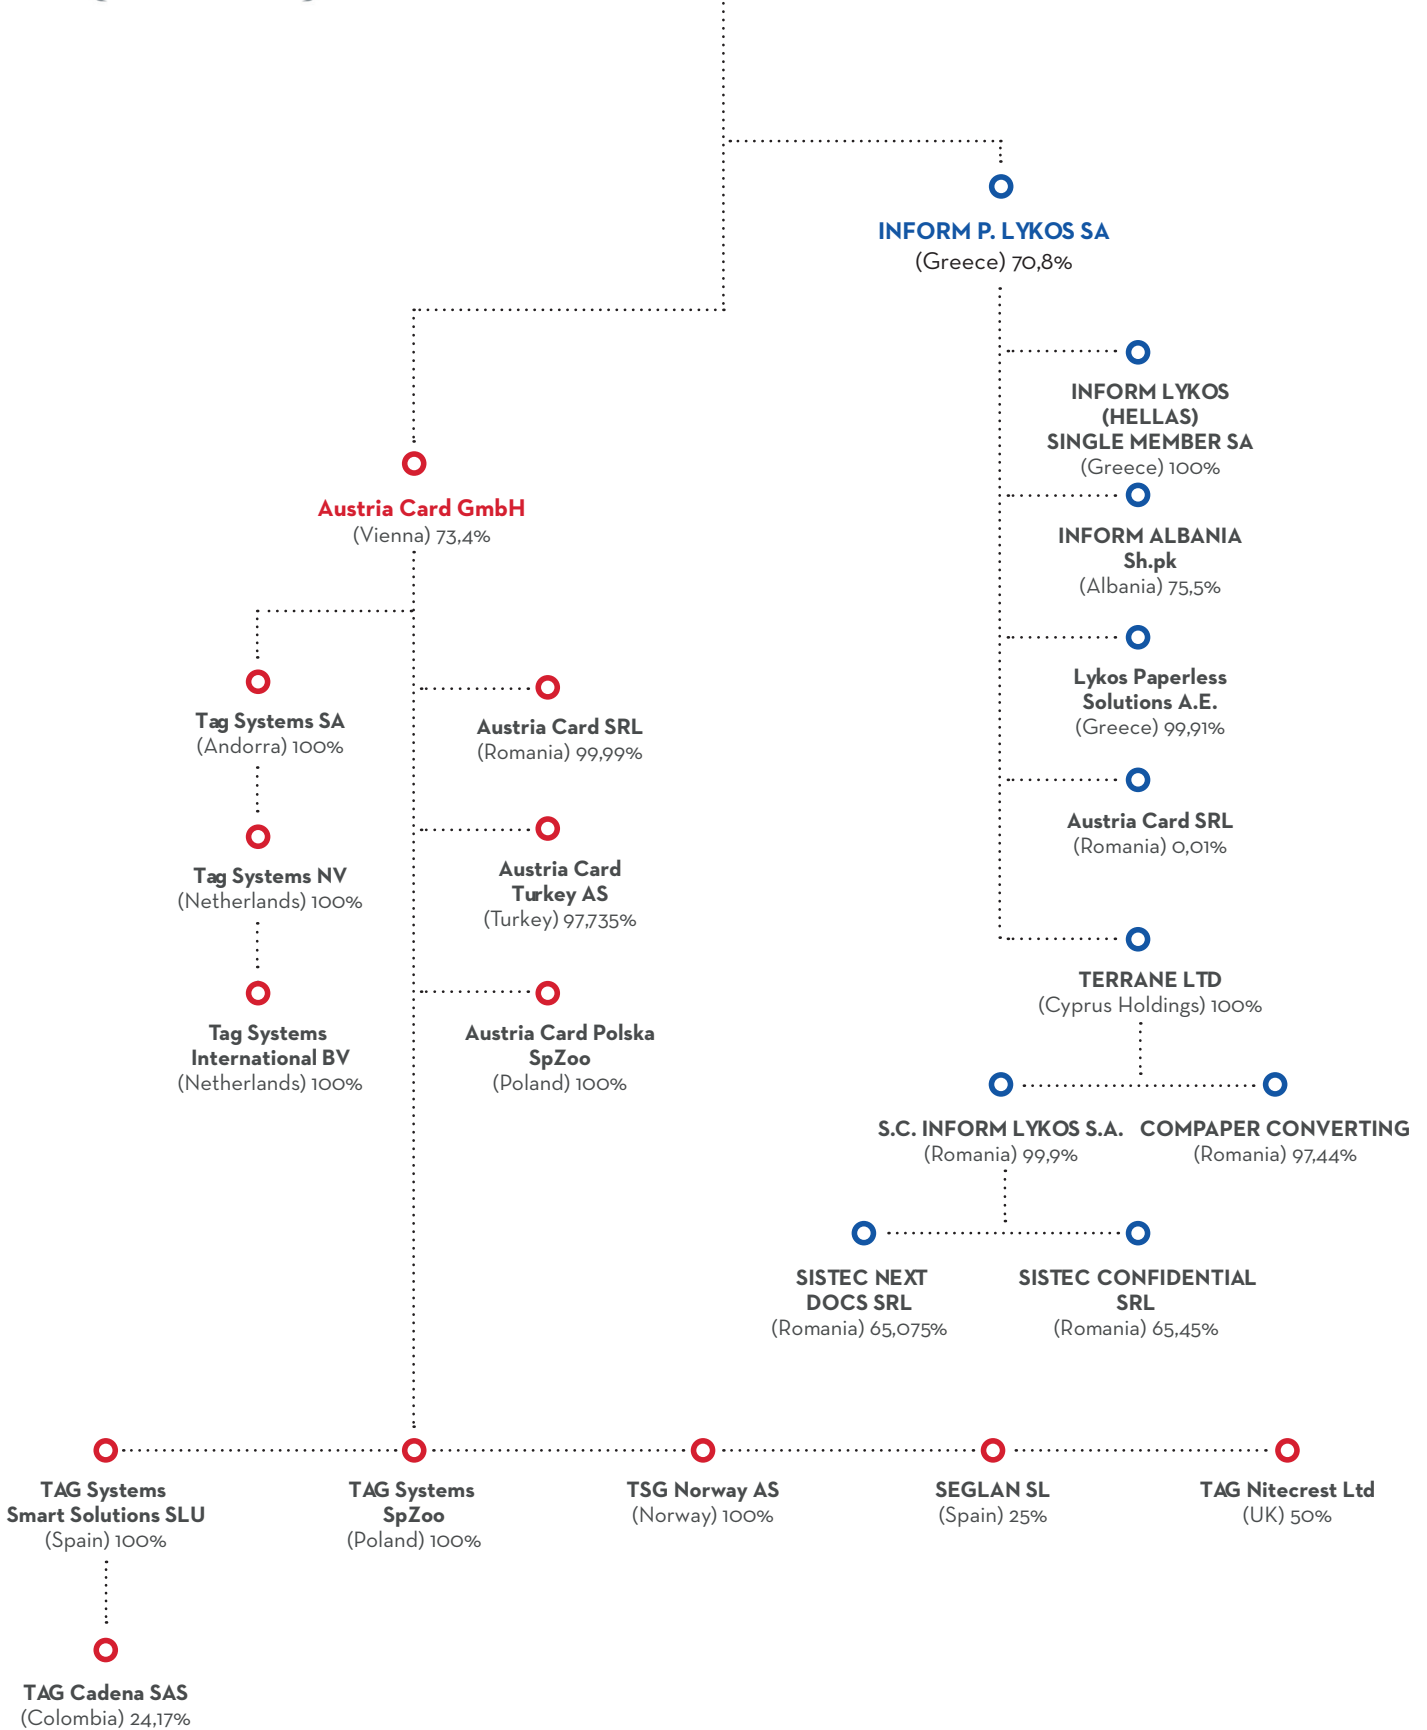 INFORM P. LYKOS SA
(Greece) 70,8%
INFORM LYKOS
(HELLAS)
SINGLE MEMBER SA
(Greece) 100%
INFORM ALBANIA
Sh.pk
(Albania) 75,5%
Lykos Paperless
Solutions A.E.
(Greece) 99,91%
Austria Card SRL
(Romania) 0,01%
TERRANE LTD
(Cyprus Holdings) 100%
S.C. INFORM LYKOS S.A.
(Romania) 99,9%
COMPAPER CONVERTING
(Romania) 97,44%
SISTEC NEXT
DOCS SRL
(Romania) 65,075%
SISTEC CONFIDENTIAL
SRL
(Romania) 65,45%
Austria Card GmbH
(Vienna) 73,4%
Tag Systems SA
(Andorra) 100%
Tag Systems NV
(Netherlands) 100%
Tag Systems
International BV
(Netherlands) 100%
Austria Card SRL
(Romania) 99,99%
Austria Card
Turkey AS
(Turkey) 97,735%
Austria Card Polska
SpZoo
(Poland) 100%
TAG Systems
Smart Solutions SLU
(Spain) 100%
TAG Systems
SpZoo
(Poland) 100%
TSG Norway AS
(Norway) 100%
SEGLAN SL
(Spain) 25%
TAG Nitecrest Ltd
(UK) 50%
TAG Cadena SAS
(Colombia) 24,17%